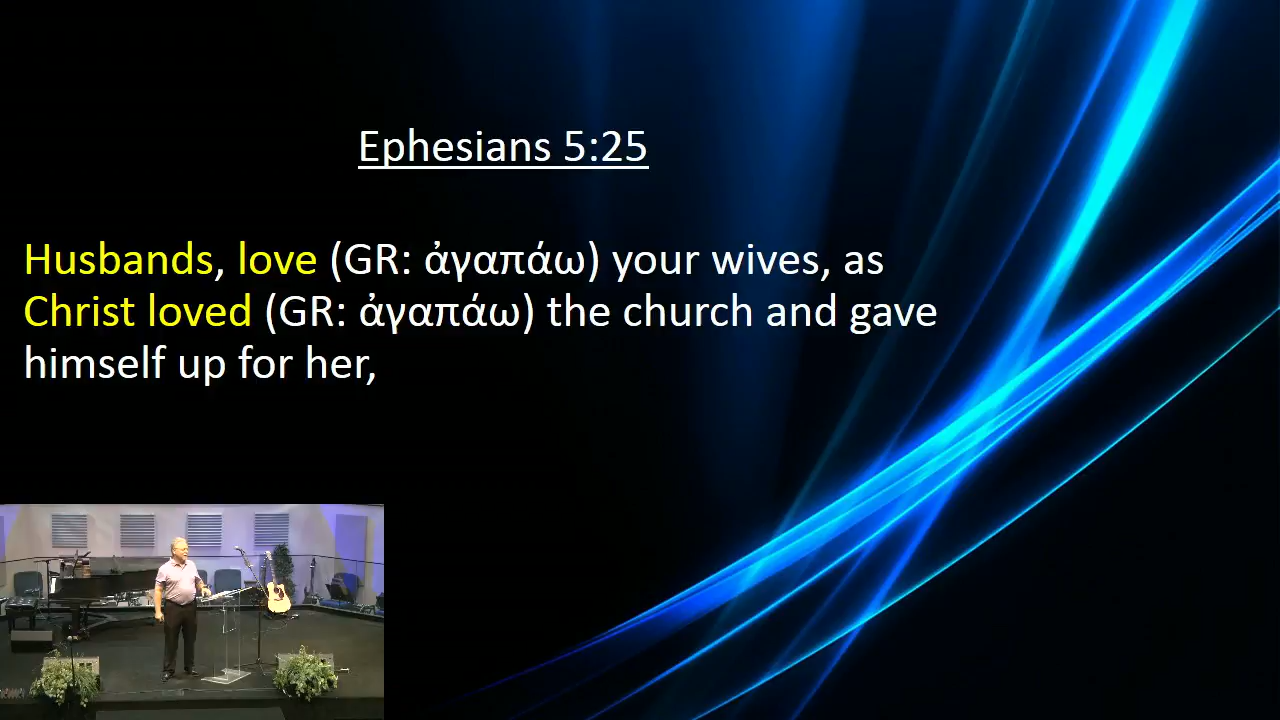 Ephesians 5:25
Husbands, love (GR: ἀγαπάω) your wives, as
Christ loved (GR: ἀγαπάω) the church and gave
himself up for her,